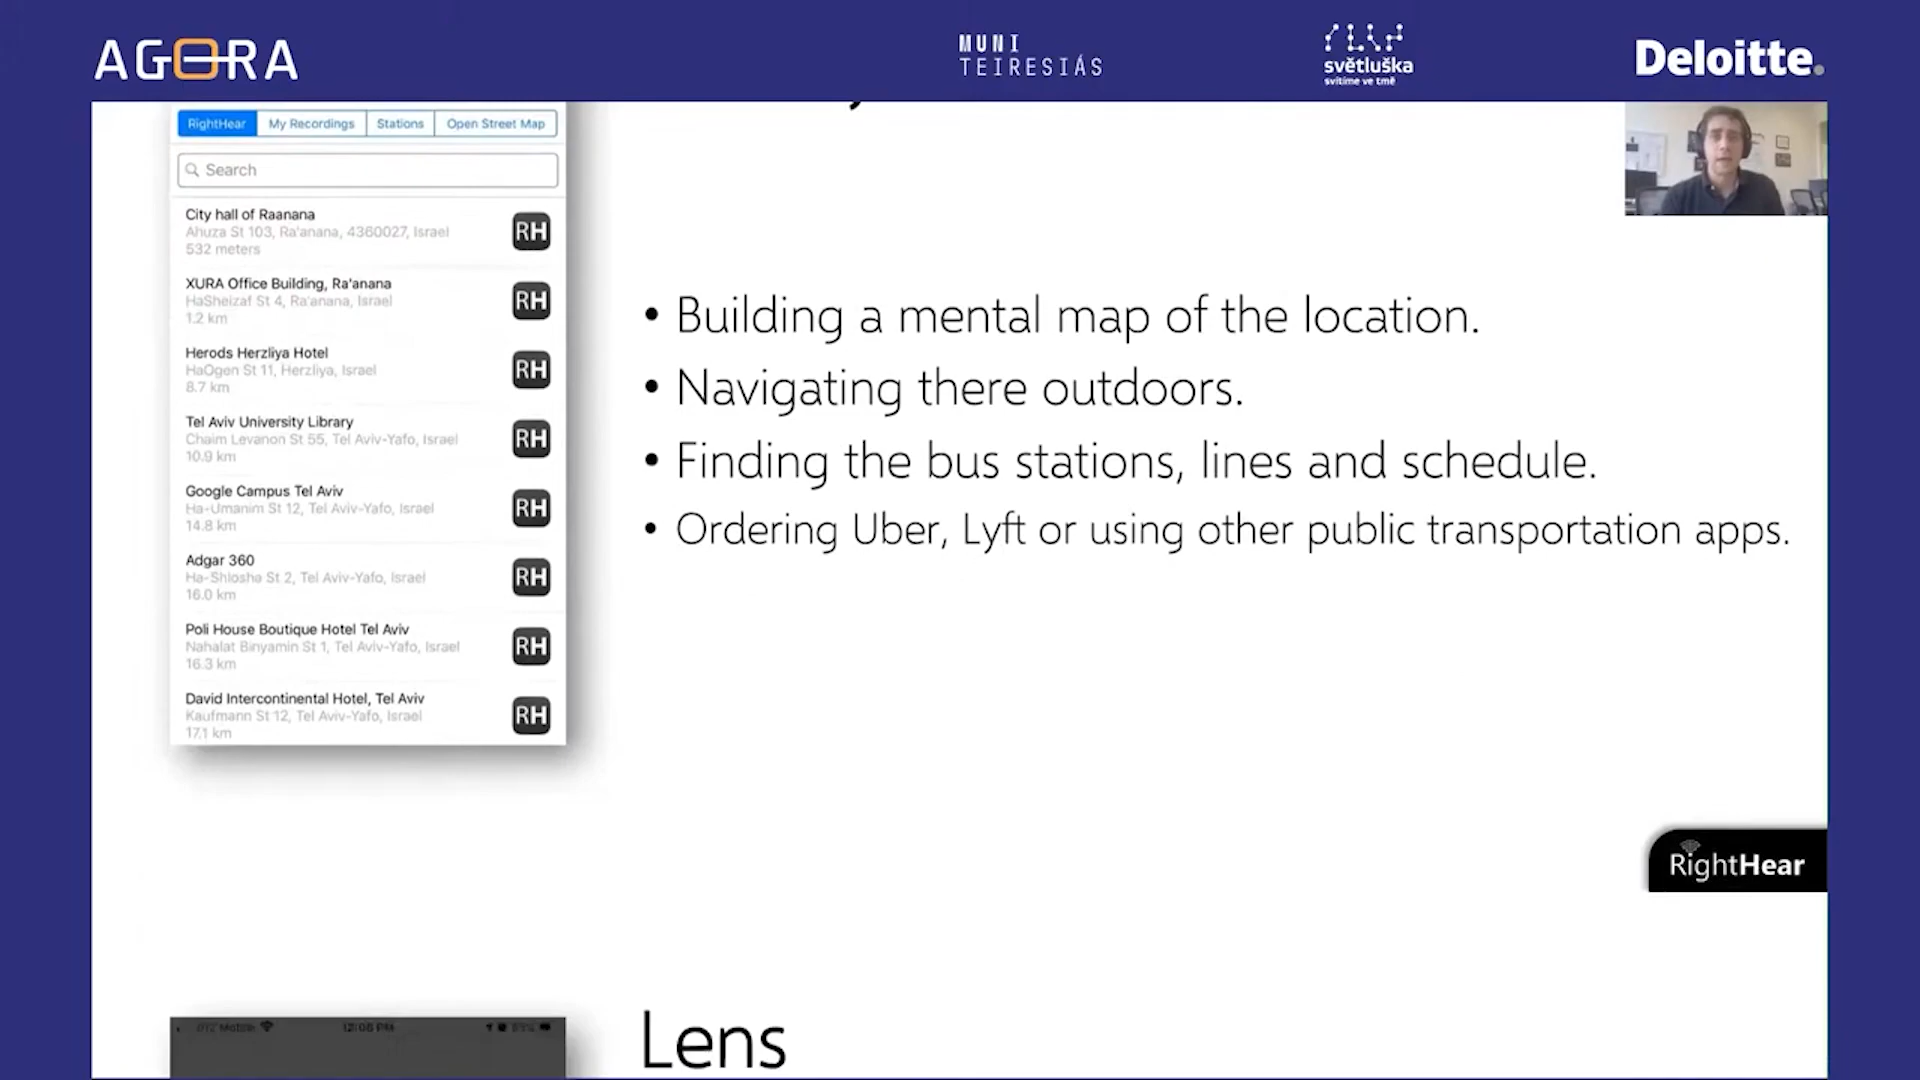 AGORA
MUNI
TEIRESIÁS
světluška
svítíme ve tmě
Deloitte.
RightHear
My Recordings
Stations
Open Street Map
Search
City hall of Raanana
Ahuza St 103, Ra'anana, 4360027, Israel
532 meters
RH
XURA Office Building, Ra'anana
HaSheizaf St 4, Ra'anana, Israel
1.2 km
RH
Herods Herzliya Hotel
HaOgen St 11, Herzliya, Israel
8.7 km
RH
Tel Aviv University Library
Chaim Levanon St 55, Tel Aviv-Yafo, Israel
10.9 km
RH
Google Campus Tel Aviv
Ha-Umanim St 12, Tel Aviv-Yafo, Israel
14.8 km
RH
Adgar 360
Ha-Shlosha St 2, Tel Aviv-Yafo, Israel
16.0 km
RH
Poli House Boutique Hotel Tel Aviv
Nahalat Binyamin St 1, Tel Aviv-Yafo, Israel
16.3 km
RH
David Intercontinental Hotel, Tel Aviv
Kaufmann St 12, Tel Aviv-Yafo, Israel
17.1 km
RH
• Building a mental map of the location.
• Navigating there outdoors.
• Finding the bus stations, lines and schedule.
• Ordering Uber, Lyft or using other public transportation apps.
RightHear
12:06 PM
Lens